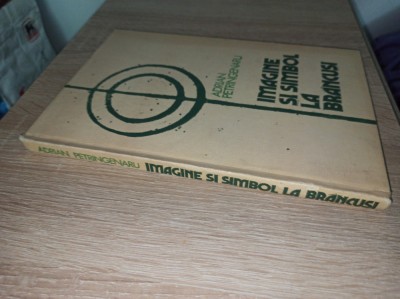 ADRIAN
PETRINGENARU
IMAGINE
SI SIMBOL
LA
BRANCUSI
ADRIAN PETRINGENARU IMAGINE SI SIMBOL LA BRANCUSI